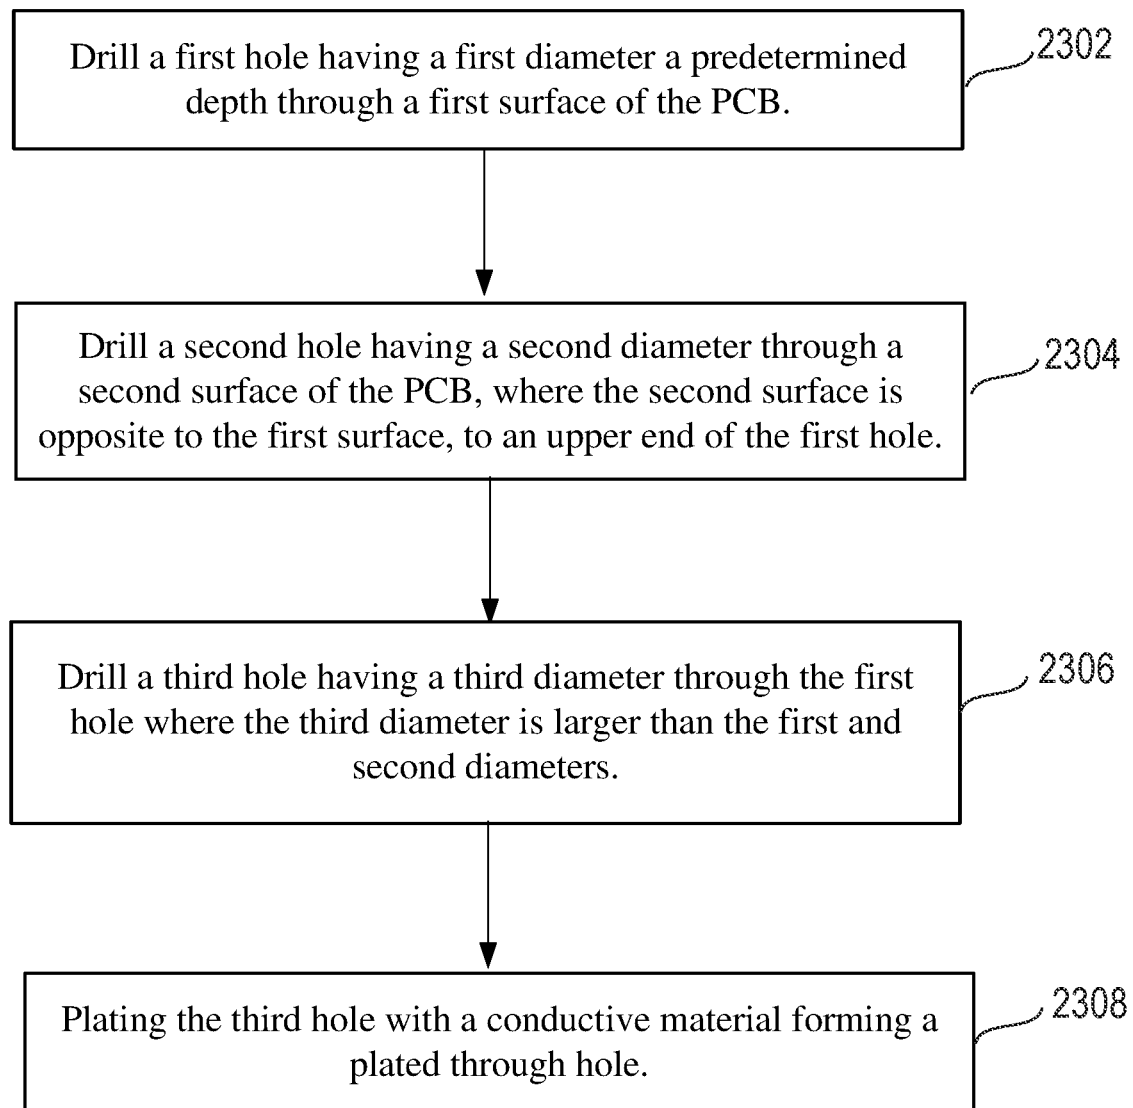 Drill a first hole having a first diameter a predetermined
depth through a first surface of the PCB.
2302
Drill a second hole having a second diameter through a
second surface of the PCB, where the second surface is
opposite to the first surface, to an upper end of the first hole.
2304
Drill a third hole having a third diameter through the first
hole where the third diameter is larger than the first and
second diameters.
2306
Plating the third hole with a conductive material forming a
plated through hole.
2308